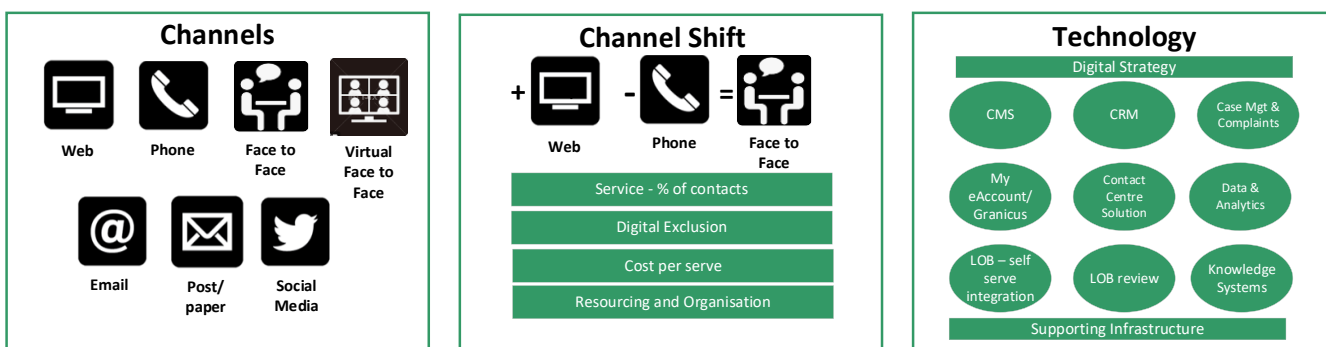 Channels
Web
Phone
Face to
Face
Virtual
Face to
Face
@
Email
Post/
paper
Social
Media
Channel Shift
+
-
=
Web
Phone
Face to
Face
Service - % of contacts
Digital Exclusion
Cost per serve
Resourcing and Organisation
Technology
Digital Strategy
CMS
CRM
Case Mgt &
Complaints
My
eAccount/
Granicus
Contact
Centre
Solution
Data &
Analytics
LOB – self
serve
integration
LOB review
Knowledge
Systems
Supporting Infrastructure